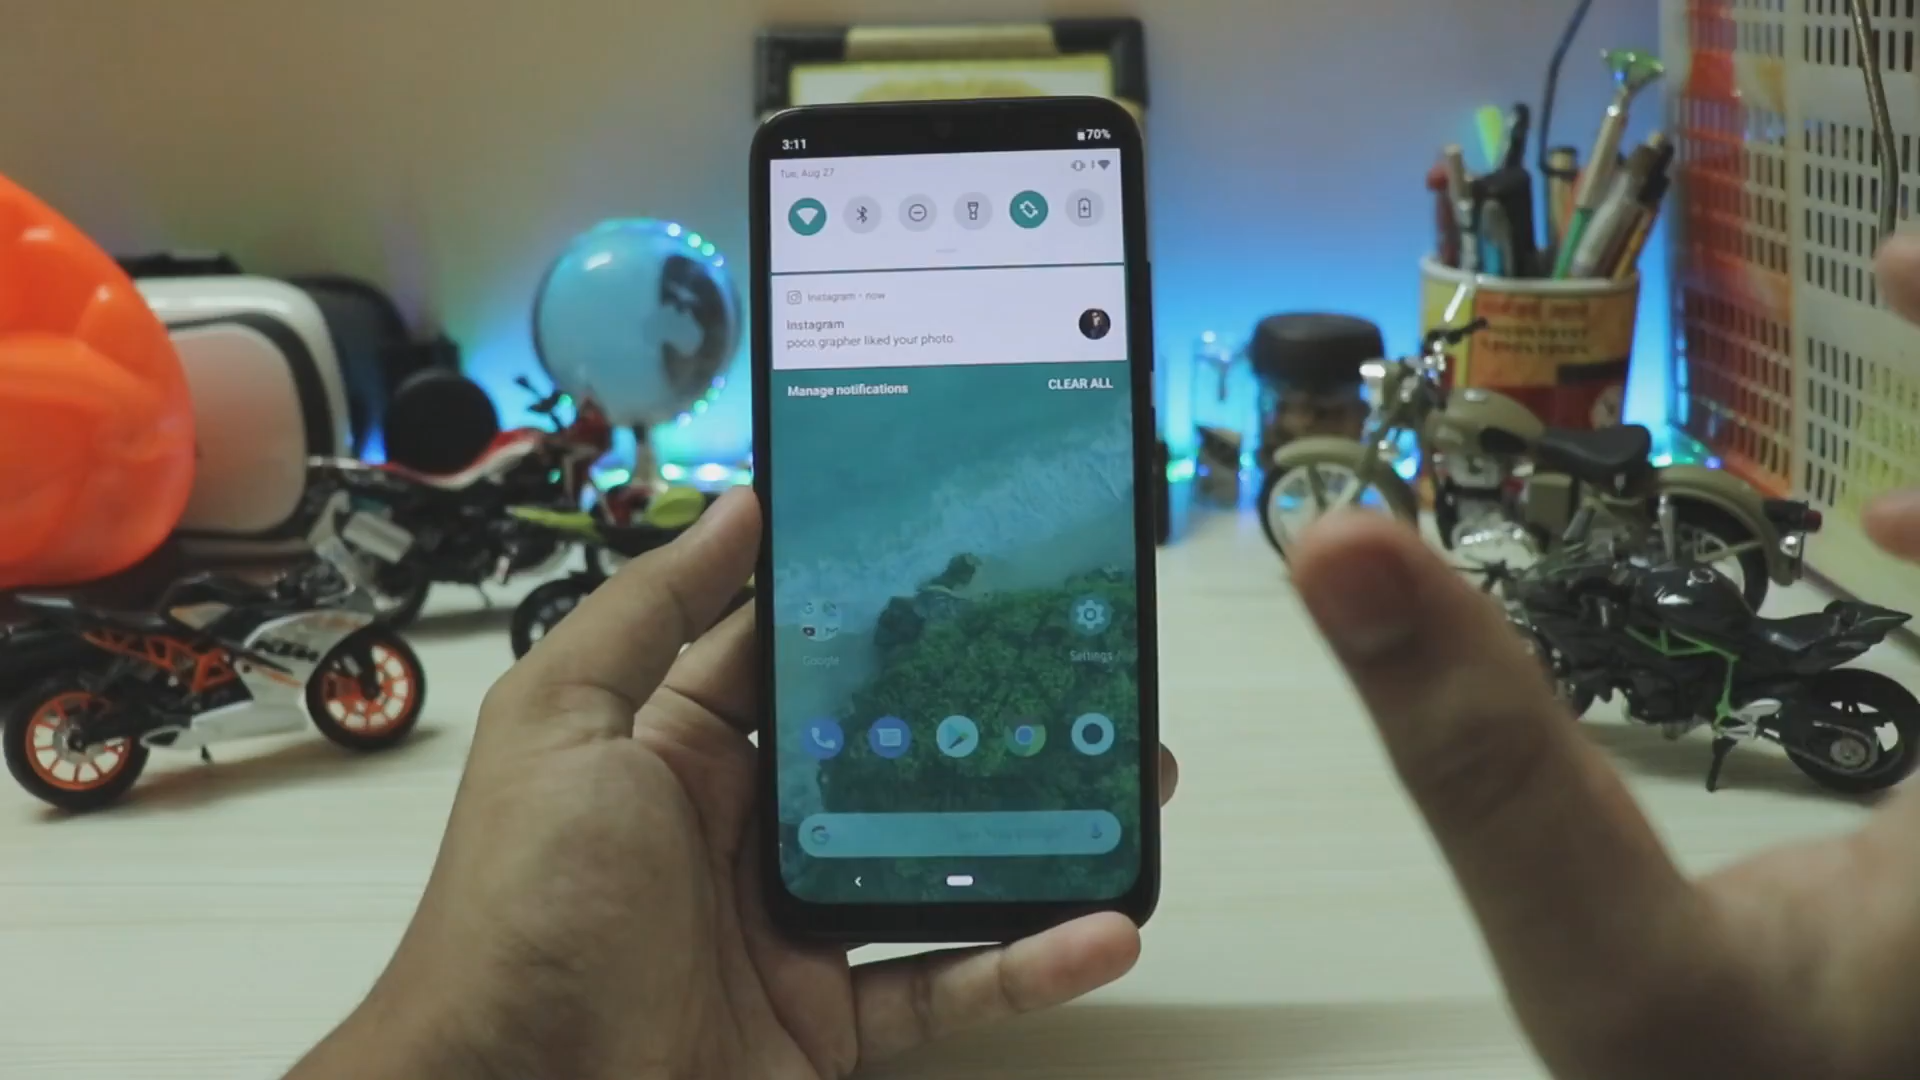 3:11
70%
Tue, Aug 27
Instagram • now
Instagram
poco.grapher liked your photo.
Manage notifications
CLEAR ALL
Google
Settings
G
KTM